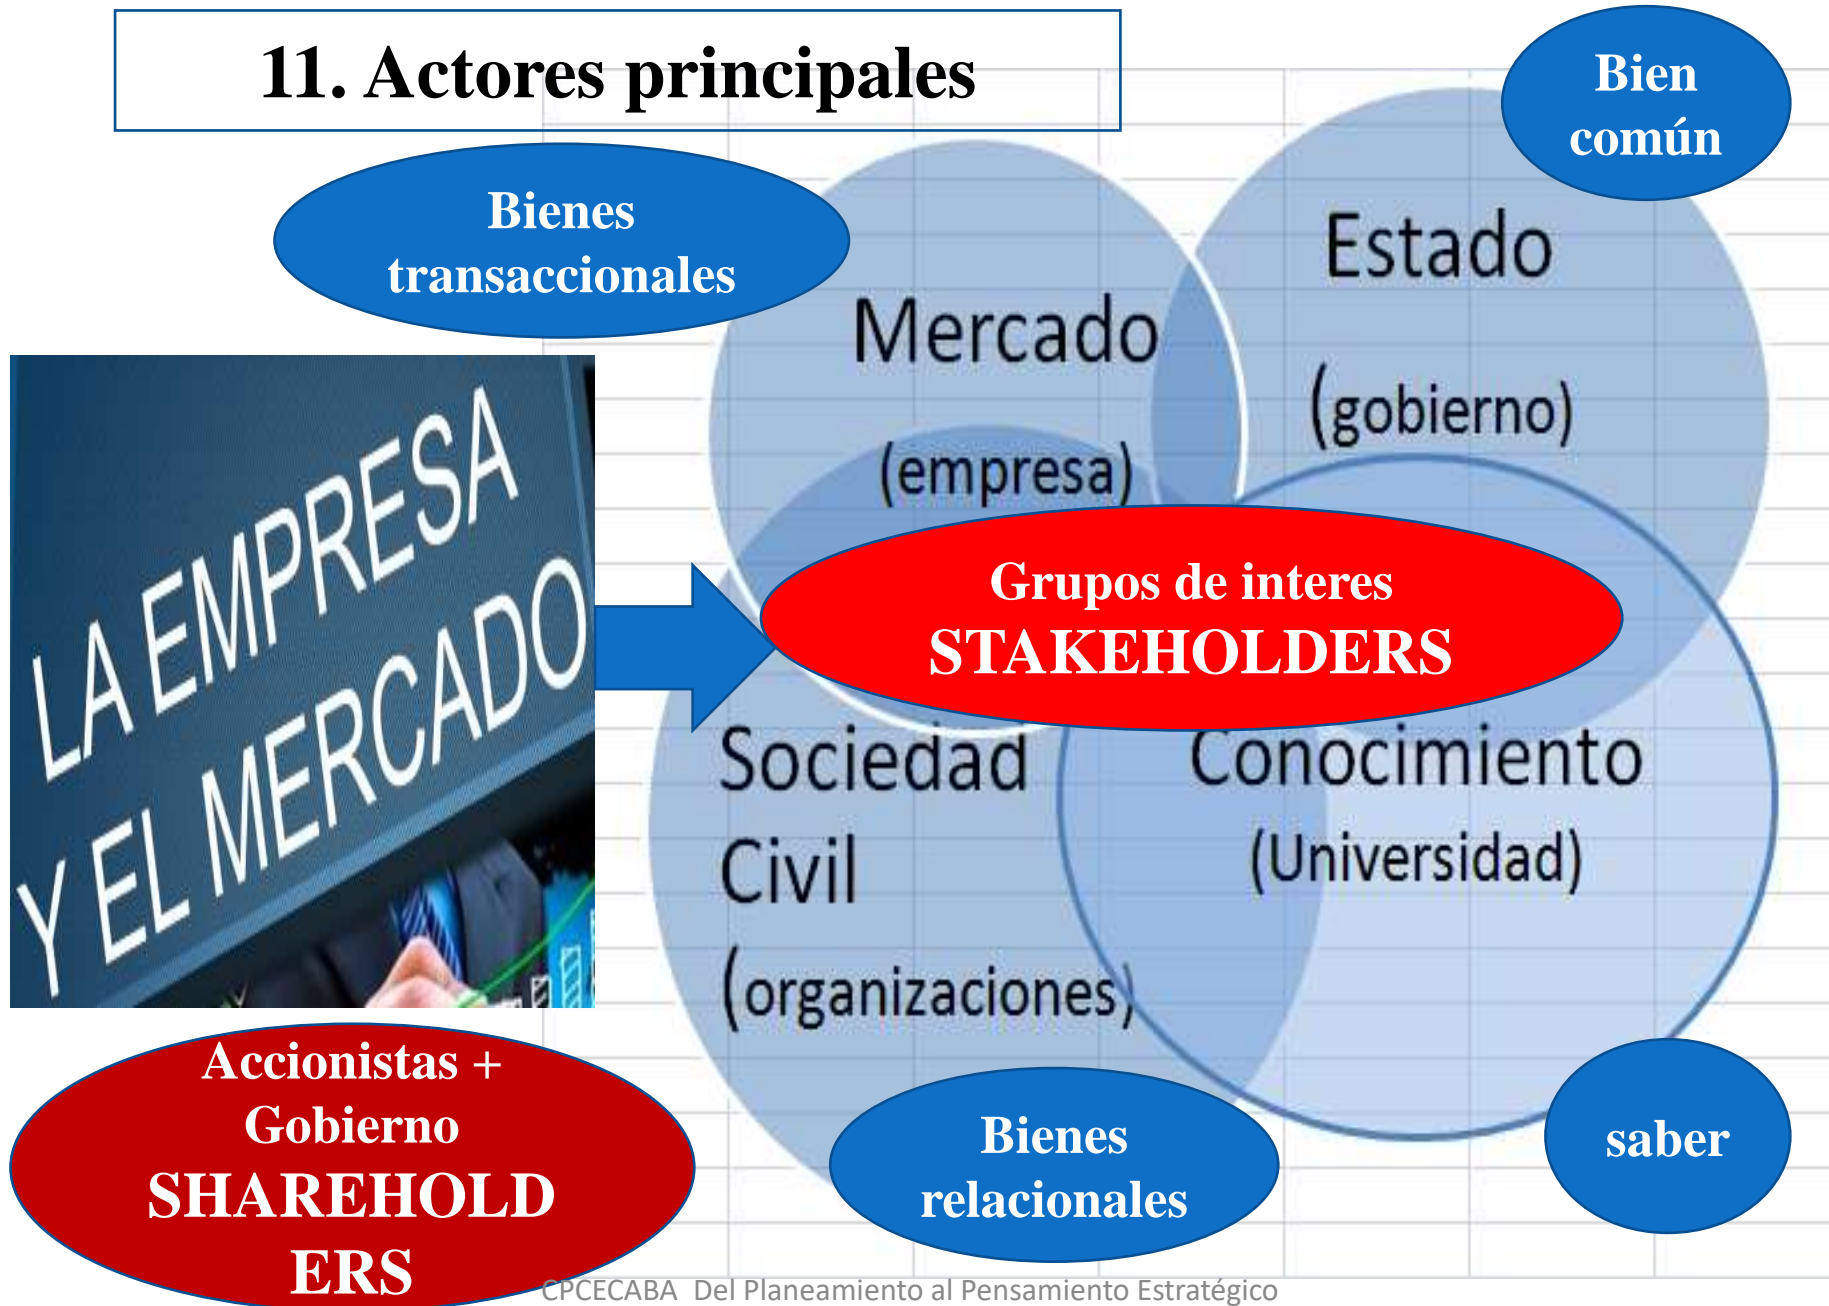 11. Actores principales
Bien
común
Bienes
transaccionales
Estado
(gobierno)
Mercado
(empresa)
LA EMPRESA
Y EL MERCADO
Grupos de interes
STAKEHOLDERS
Sociedad
Civil
(organizaciones)
Conocimiento
(Universidad)
Accionistas +
Gobierno
SHAREHOLD
ERS
Bienes
relacionales
saber
CPCECABA Del Planeamiento al Pensamiento Estratégico